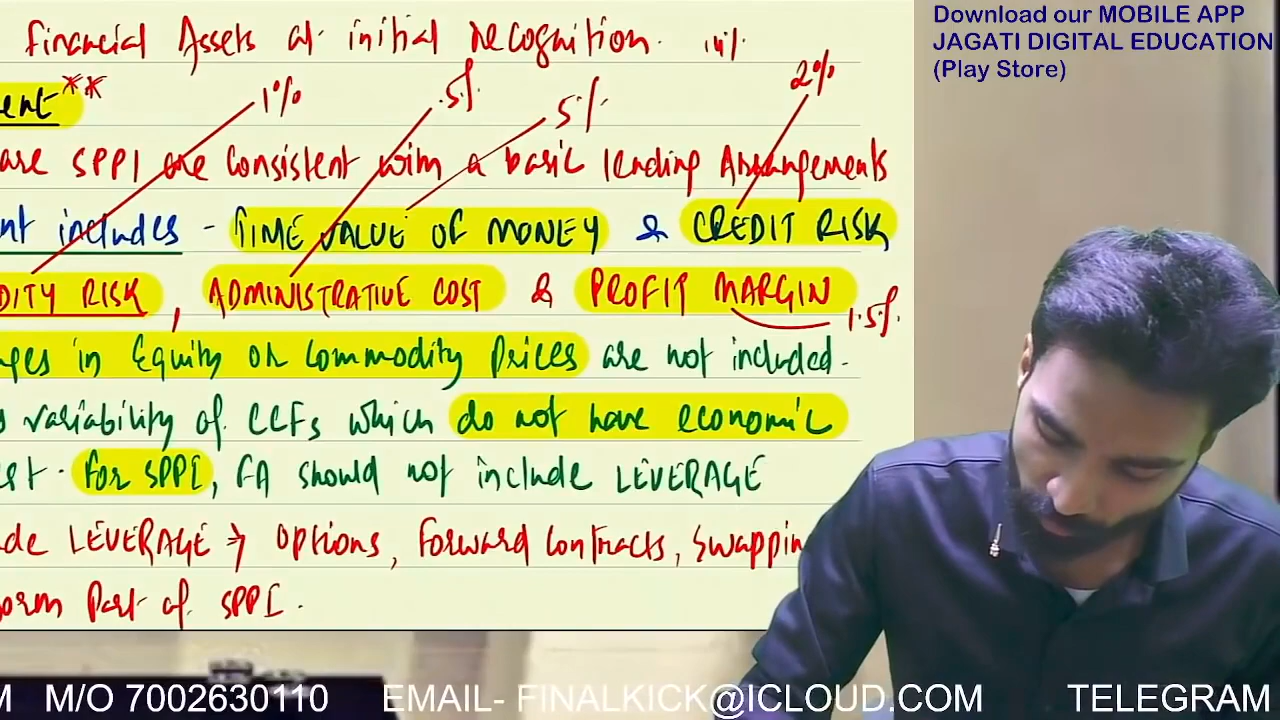 Financial Assets at initial recognition.
ent**
1% .5% 5% 2%
are SPPI are consistent with a basic lending Arrangements
nt includes - TIME VALUE OF MONEY & CREDIT RISK
DITY RISK, ADMINISTRATIVE COST & PROFIT MARGIN
1.5%
ges in Equity or Commodity Prices are not included.
variability of CCFs which do not have economic
est. for SPPI, FA should not include LEVERAGE
de LEVERAGE → Options, Forward Contracts, Swappin
form Part of SPPI.
Download our MOBILE APP
JAGATI DIGITAL EDUCATION
(Play Store)
M M/O 7002630110 EMAIL- FINALKICK@ICLOUD.COM TELEGRAM